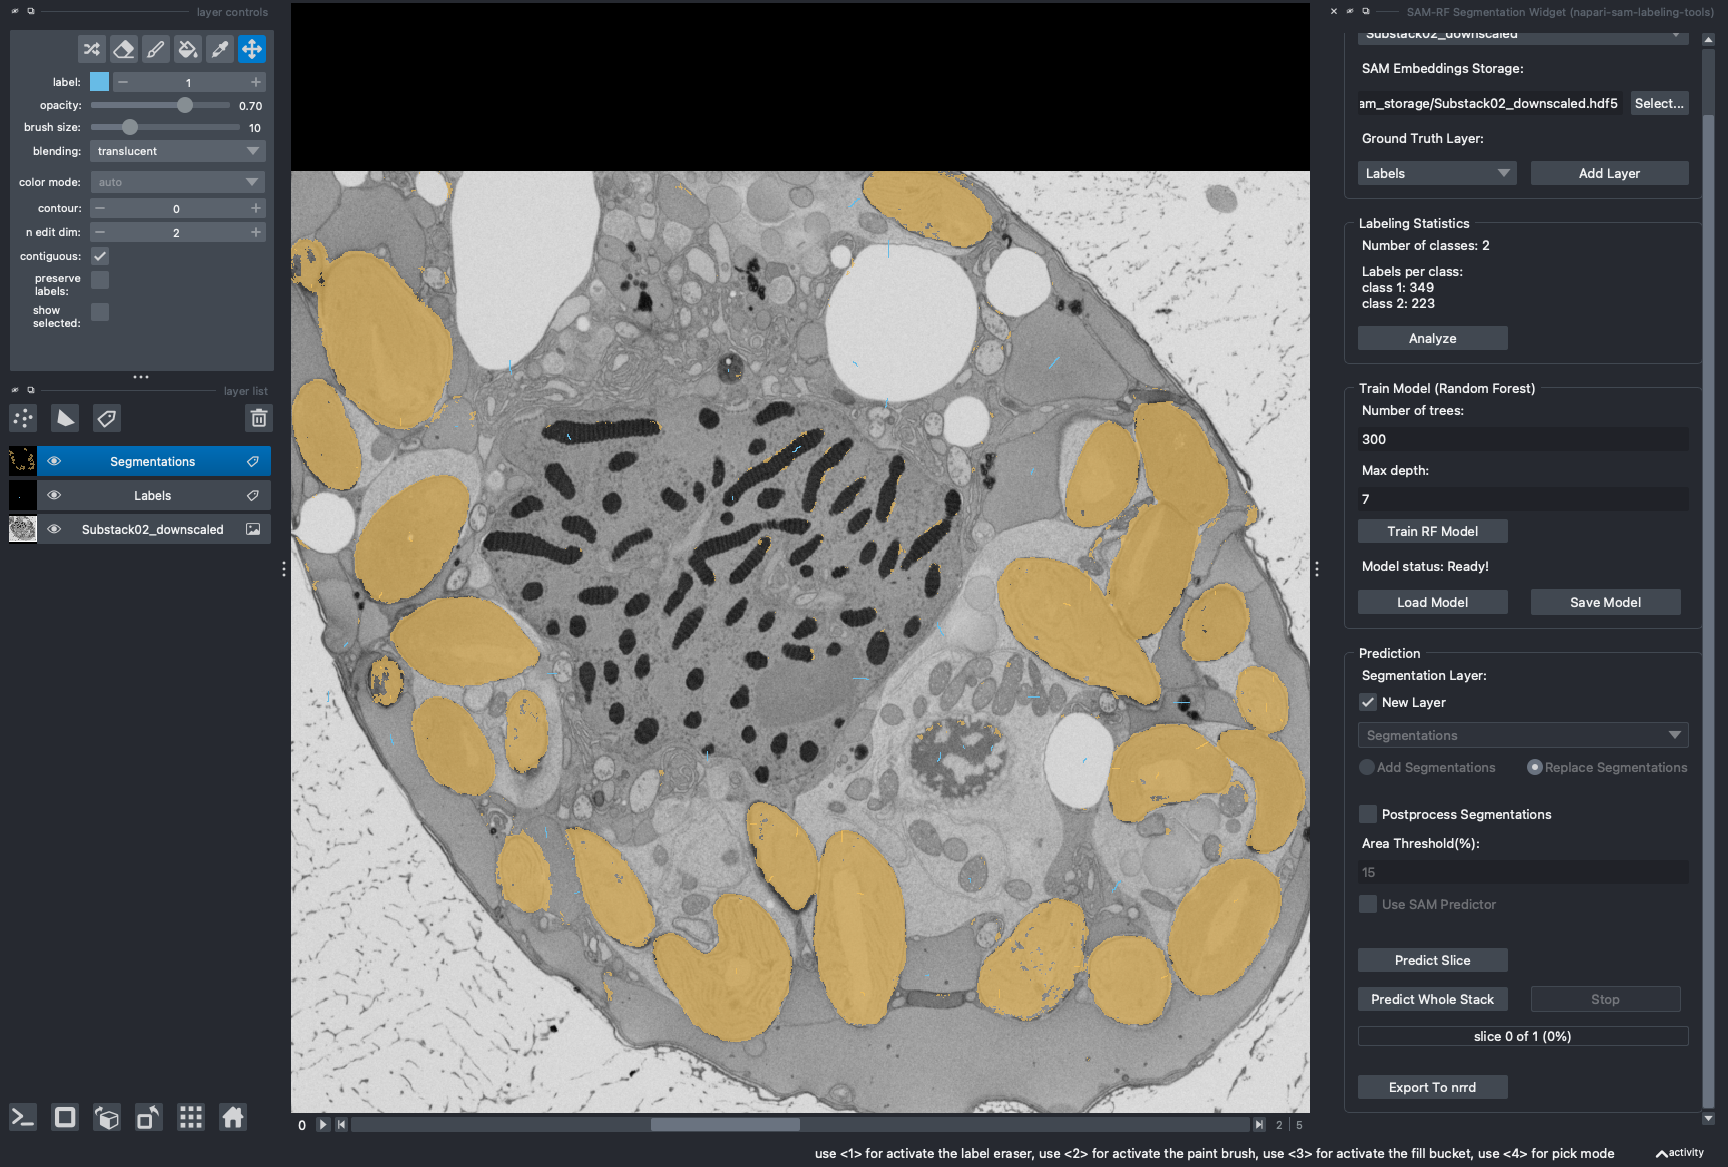 layer controls
label:
1
opacity:
0.70
brush size:
10
blending:
translucent
color mode:
auto
contour:
0
n edit dim:
2
contiguous:
preserve
labels:
show
selected:
layer list
Segmentations
Labels
Substack02_downscaled
0
2 | 5
SAM-RF Segmentation Widget (napari-sam-labeling-tools)
Substack02_downscaled
SAM Embeddings Storage:
am_storage/Substack02_downscaled.hdf5
Select...
Ground Truth Layer:
Labels
Add Layer
Labeling Statistics
Number of classes: 2
Labels per class:
class 1: 349
class 2: 223
Analyze
Train Model (Random Forest)
Number of trees:
300
Max depth:
7
Train RF Model
Model status: Ready!
Load Model
Save Model
Prediction
Segmentation Layer:
New Layer
Segmentations
Add Segmentations
Replace Segmentations
Postprocess Segmentations
Area Threshold(%):
15
Use SAM Predictor
Predict Slice
Predict Whole Stack
Stop
slice 0 of 1 (0%)
Export To nrrd
use <1> for activate the label eraser, use <2> for activate the paint brush, use <3> for activate the fill bucket, use <4> for pick mode
activity